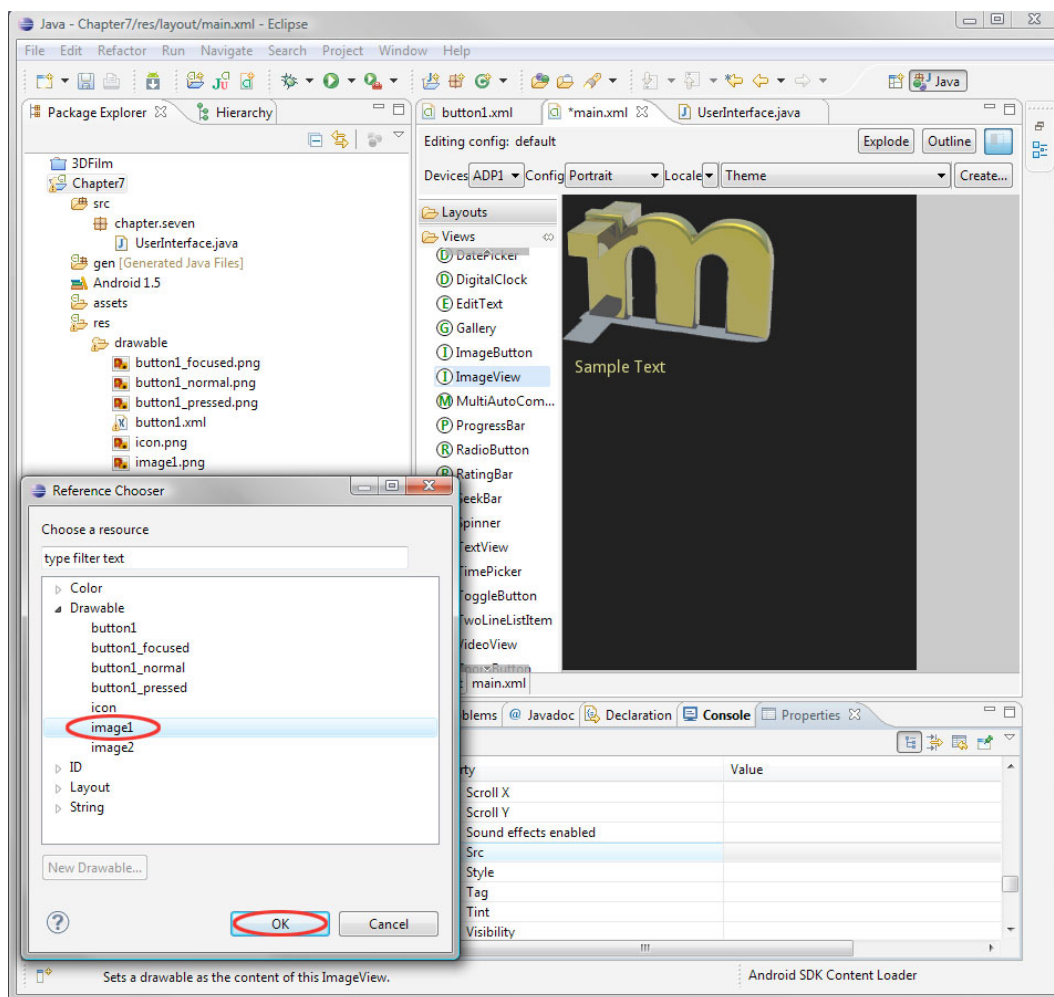 Java - Chapter7/res/layout/main.xml - Eclipse
File Edit Refactor Run Navigate Search Project Window Help
Java
Package Explorer Hierarchy
button1.xml *main.xml UserInterface.java
Editing config: default Explode Outline
Devices ADP1 Config Portrait Locale Theme Create...
3DFilm
Chapter7
src
chapter.seven
UserInterface.java
gen [Generated Java Files]
Android 1.5
assets
res
drawable
button1_focused.png
button1_normal.png
button1_pressed.png
button1.xml
icon.png
image1.png
Layouts
Views
DatePicker
DigitalClock
EditText
Gallery
ImageButton
ImageView
MultiAutoCom...
ProgressBar
RadioButton
RatingBar
SeekBar
Spinner
TextView
TimePicker
ToggleButton
TwoLineListItem
VideoView
m
Sample Text
main.xml
Reference Chooser
Choose a resource
type filter text
Color
Drawable
button1
button1_focused
button1_normal
button1_pressed
icon
image1
image2
ID
Layout
String
New Drawable...
OK Cancel
blems @ Javadoc Declaration Console Properties
rty Value
Scroll X
Scroll Y
Sound effects enabled
Src
Style
Tag
Tint
Visibility
Sets a drawable as the content of this ImageView. Android SDK Content Loader